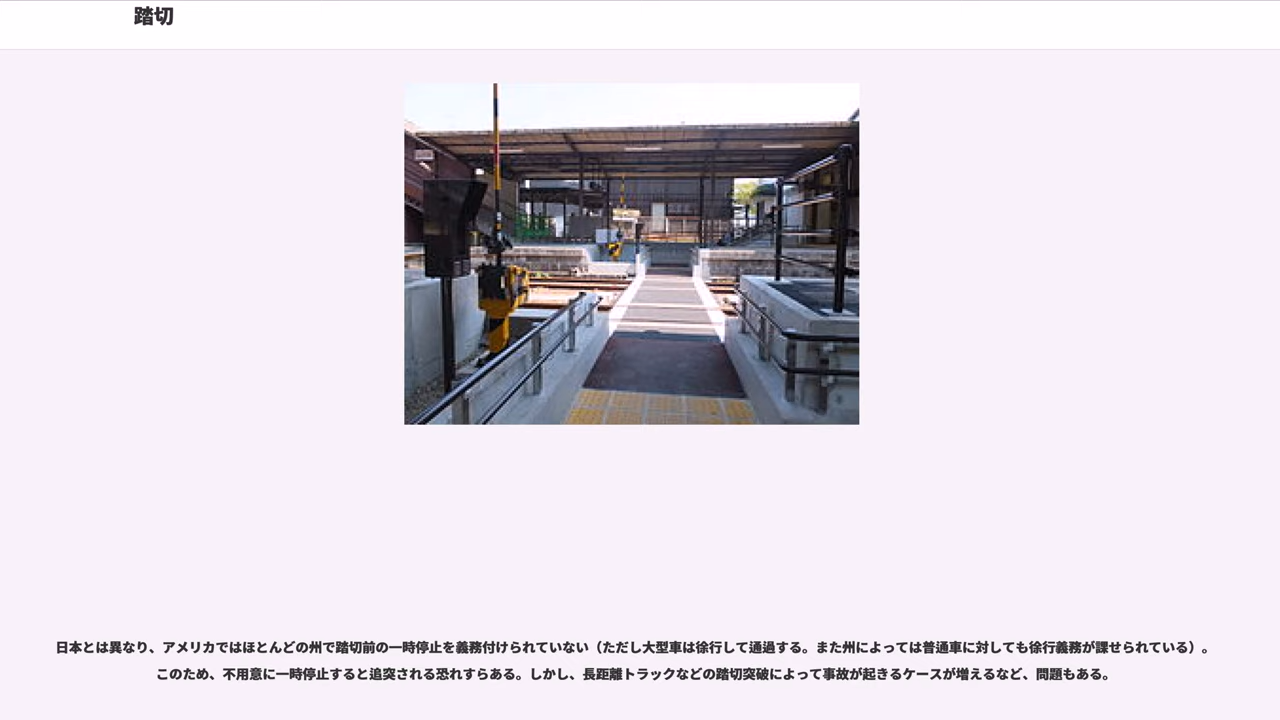 踏切
日本とは異なり、アメリカではほとんどの州で踏切前の一時停止を義務付けられていない（ただし大型車は徐行して通過する。また州によっては普通車に対しても徐行義務が課せられている）。
このため、不用意に一時停止すると追突される恐れすらある。しかし、長距離トラックなどの踏切突破によって事故が起きるケースが増えるなど、問題もある。